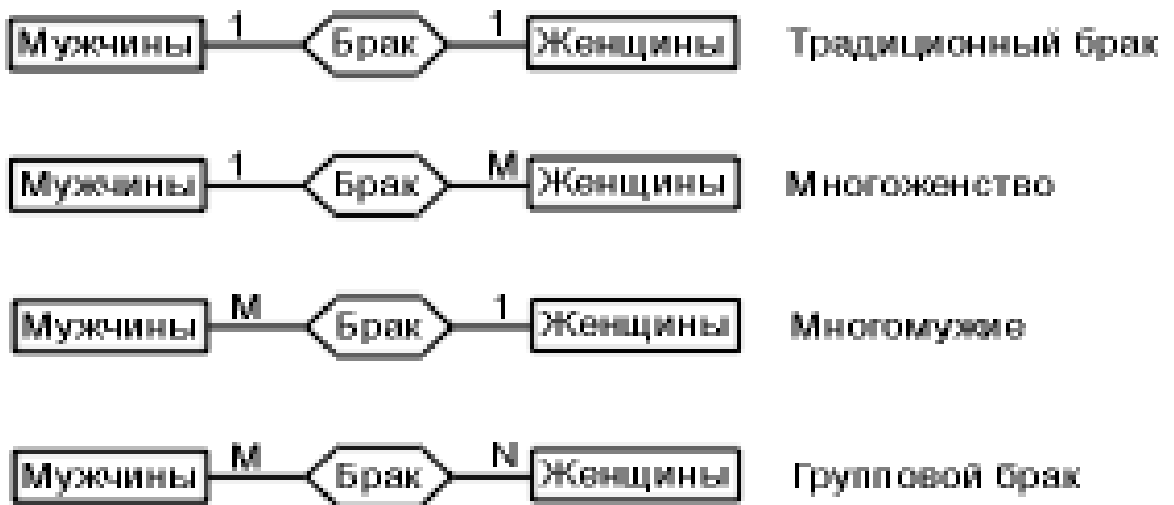 Мужчины 1 Брак 1 Женщины Традиционный брак
Мужчины 1 Брак М Женщины Многоженство
Мужчины М Брак 1 Женщины Многомужие
Мужчины М Брак N Женщины Групповой брак